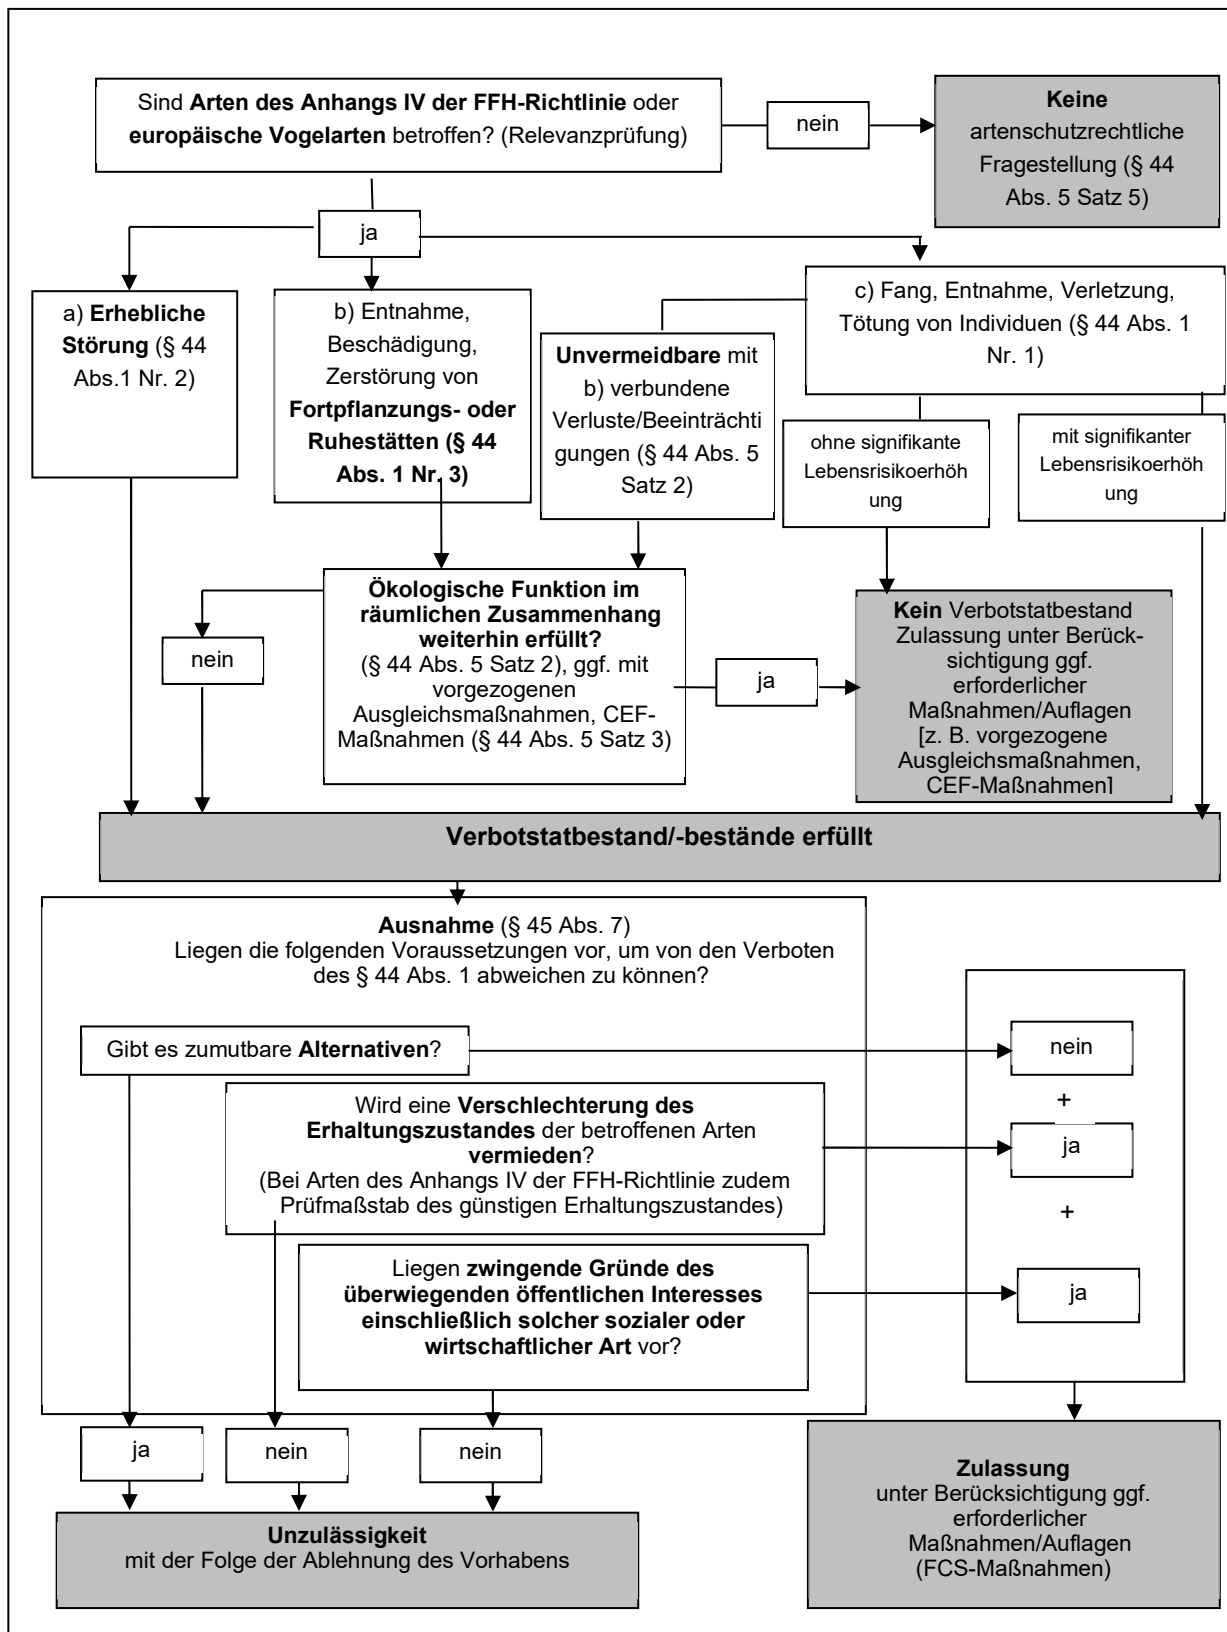 Sind Arten des Anhangs IV der FFH-Richtlinie oder
europäische Vogelarten betroffen? (Relevanzprüfung)
nein
Keine
artenschutzrechtliche
Fragestellung (§ 44
Abs. 5 Satz 5)
ja
a) Erhebliche
Störung (§ 44
Abs.1 Nr. 2)
b) Entnahme,
Beschädigung,
Zerstörung von
Fortpflanzungs- oder
Ruhestätten (§ 44
Abs. 1 Nr. 3)
Unvermeidbare mit
b) verbundene
Verluste/Beeinträchti
gungen (§ 44 Abs. 5
Satz 2)
c) Fang, Entnahme, Verletzung,
Tötung von Individuen (§ 44 Abs. 1
Nr. 1)
ohne signifikante
Lebensrisikoerhöh
ung
mit signifikanter
Lebensrisikoerhöh
ung
Ökologische Funktion im
räumlichen Zusammenhang
weiterhin erfüllt?
(§ 44 Abs. 5 Satz 2), ggf. mit
vorgezogenen
Ausgleichsmaßnahmen, CEF-
Maßnahmen (§ 44 Abs. 5 Satz 3)
nein
ja
Kein Verbotstatbestand
Zulassung unter Berück-
sichtigung ggf.
erforderlicher
Maßnahmen/Auflagen
[z. B. vorgezogene
Ausgleichsmaßnahmen,
CEF-Maßnahmen]
Verbotstatbestand/-bestände erfüllt
Ausnahme (§ 45 Abs. 7)
Liegen die folgenden Voraussetzungen vor, um von den Verboten
des § 44 Abs. 1 abweichen zu können?
Gibt es zumutbare Alternativen?
nein
+
Wird eine Verschlechterung des
Erhaltungszustandes der betroffenen Arten
vermieden?
(Bei Arten des Anhangs IV der FFH-Richtlinie zudem
Prüfmaßstab des günstigen Erhaltungszustandes)
ja
+
Liegen zwingende Gründe des
überwiegenden öffentlichen Interesses
einschließlich solcher sozialer oder
wirtschaftlicher Art vor?
ja
ja
nein
nein
Unzulässigkeit
mit der Folge der Ablehnung des Vorhabens
Zulassung
unter Berücksichtigung ggf.
erforderlicher
Maßnahmen/Auflagen
(FCS-Maßnahmen)